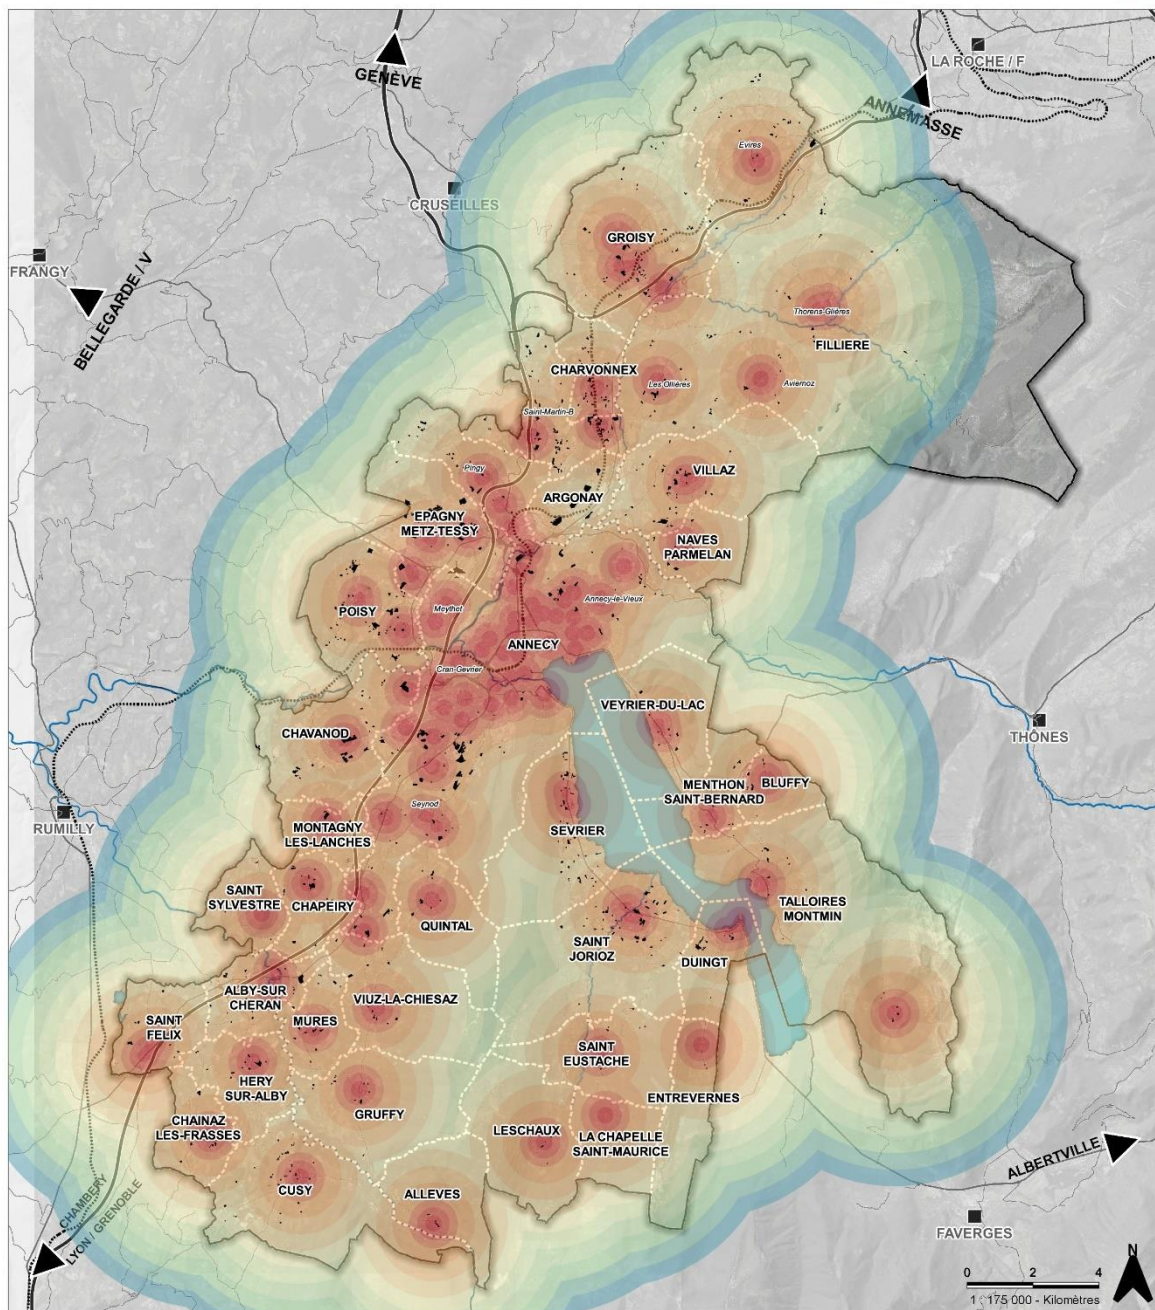 GENÈVE
LA ROCHE / F
ANNEMASSE
Evires
CRUSEILLES
GROISY
FRANGY
BELLEGARDE / V
Thorens-Glières
FILLIERE
CHARVONNEX
Les Ollières
Aviernoz
Saint-Martin-B
Pingy
VILLAZ
ARGONAY
EPAGNY
METZ-TESSY
NAVES
PARMELAN
Annecy-le-Vieux
POISY
Meythet
ANNECY
Cran-Gevrier
VEYRIER-DU-LAC
CHAVANOD
THÔNES
MENTHON
SAINT-BERNARD
BLUFFY
Seynod
RUMILLY
MONTAGNY
LES-LANCHES
SEVRIER
SAINT
SYLVESTRE
CHAPEIRY
QUINTAL
TALLOIRES
MONTMIN
SAINT
JORIOZ
DUINGT
ALBY-SUR
CHERAN
VIUZ-LA-CHIESAZ
SAINT
FELIX
MURES
SAINT
EUSTACHE
HERY
SUR-ALBY
ENTREVERNES
GRUFFY
CHAINAZ
LES-FRASSES
LESCHAUX
LA CHAPELLE
SAINT-MAURICE
ALBERTVILLE
CUSY
ALLEVES
CHAMBERY
LYON / GRENOBLE
FAVERGES
N
0 2 4
1 : 175 000 - Kilomètres